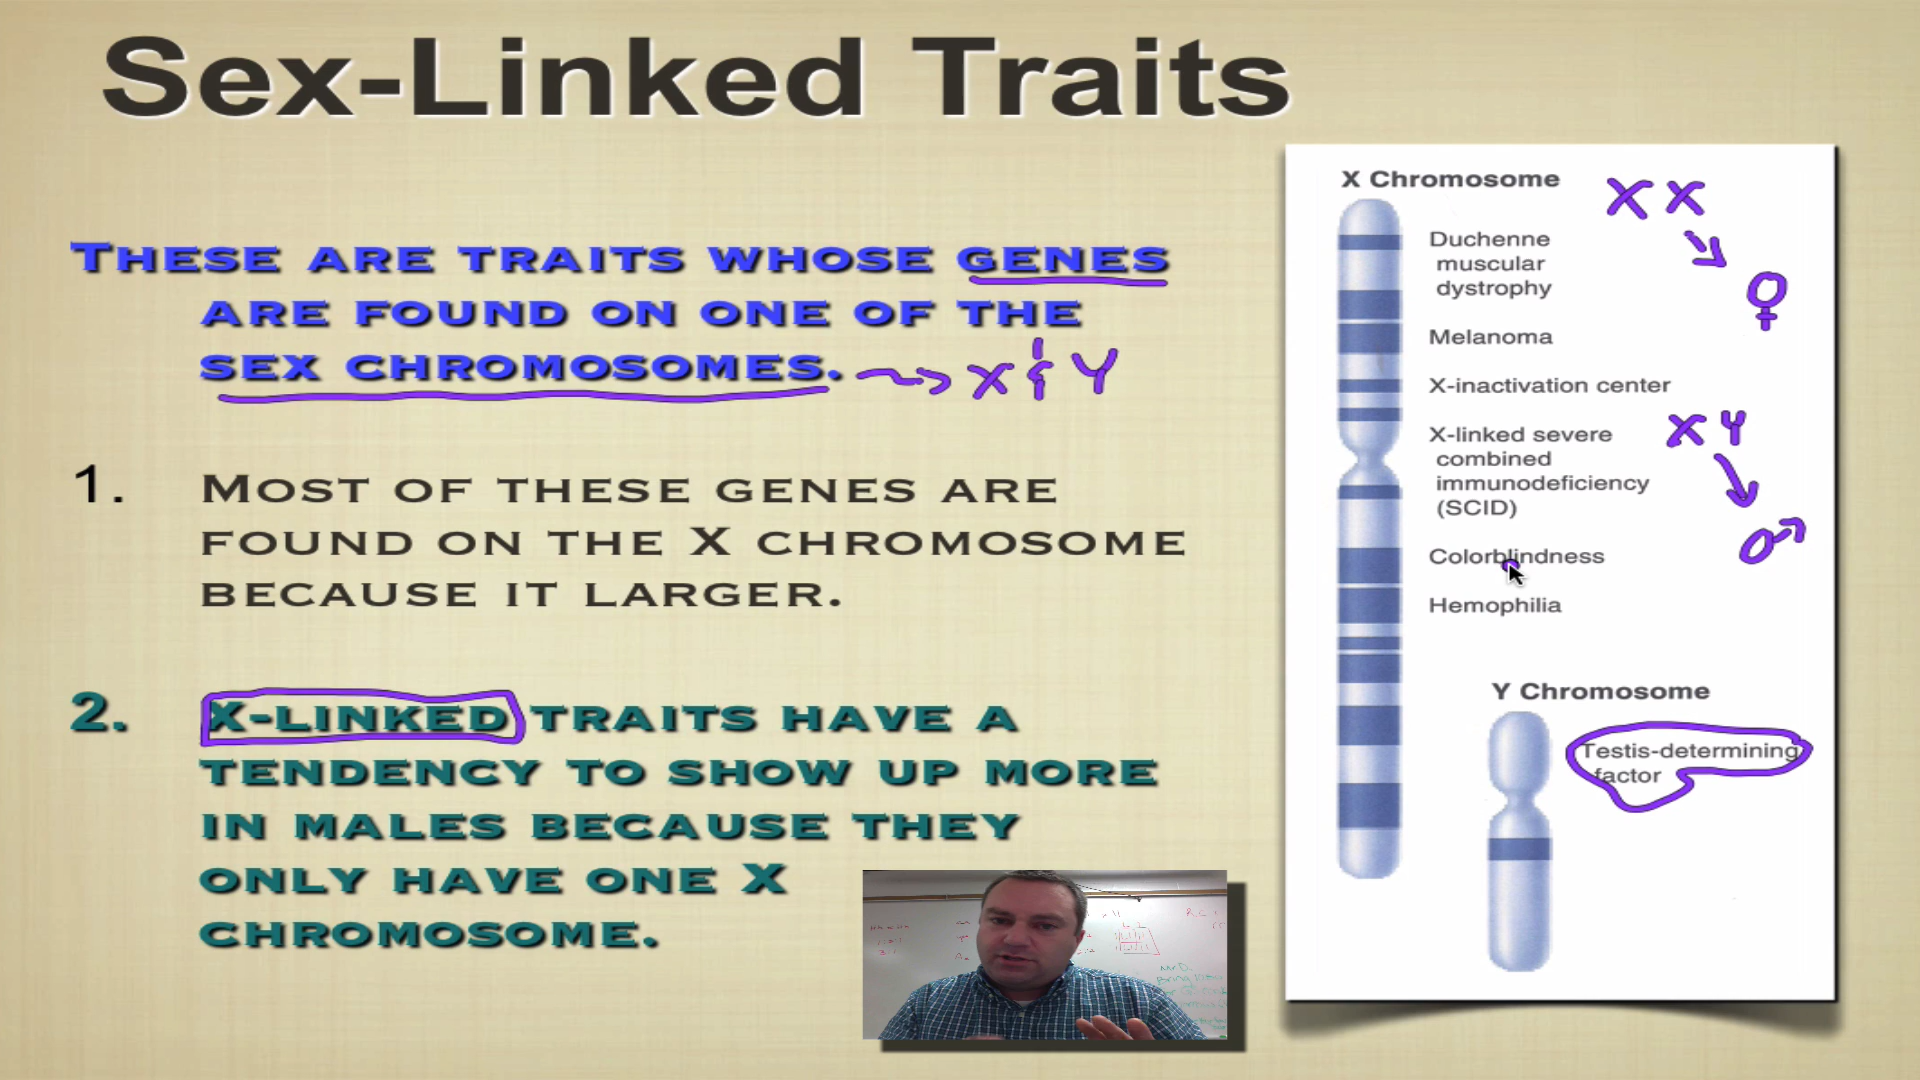 Sex-Linked Traits
THESE ARE TRAITS WHOSE GENES
ARE FOUND ON ONE OF THE
SEX CHROMOSOMES. X & Y
1. MOST OF THESE GENES ARE
FOUND ON THE X CHROMOSOME
BECAUSE IT LARGER.
2. X-LINKED TRAITS HAVE A
TENDENCY TO SHOW UP MORE
IN MALES BECAUSE THEY
ONLY HAVE ONE X
CHROMOSOME.
X Chromosome
X X
Duchenne
muscular
dystrophy
Melanoma
X-inactivation center
X-linked severe
combined
immunodeficiency
(SCID)
X Y
Colorblindness
Hemophilia
Y Chromosome
Testis-determining
factor